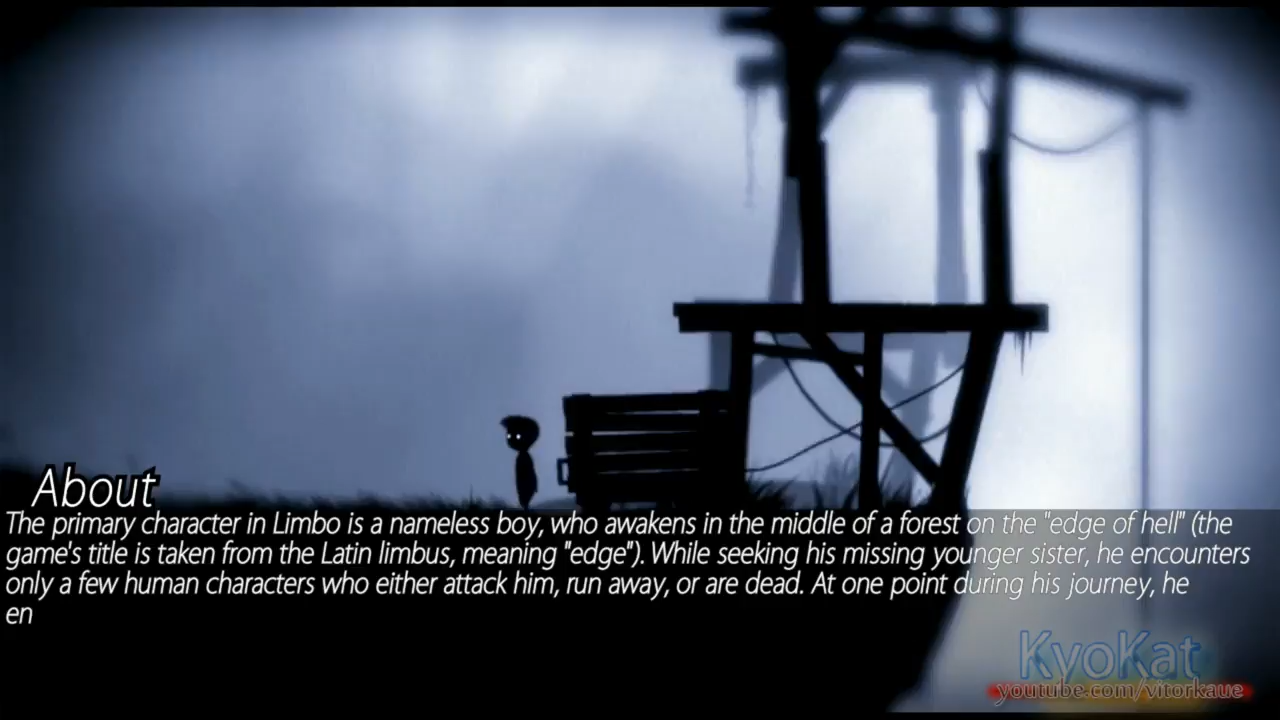 About
The primary character in Limbo is a nameless boy, who awakens in the middle of a forest on the "edge of hell" (the
game's title is taken from the Latin limbus, meaning "edge"). While seeking his missing younger sister, he encounters
only a few human characters who either attack him, run away, or are dead. At one point during his journey, he
en
KyoKat
youtube.com/vitorkaue